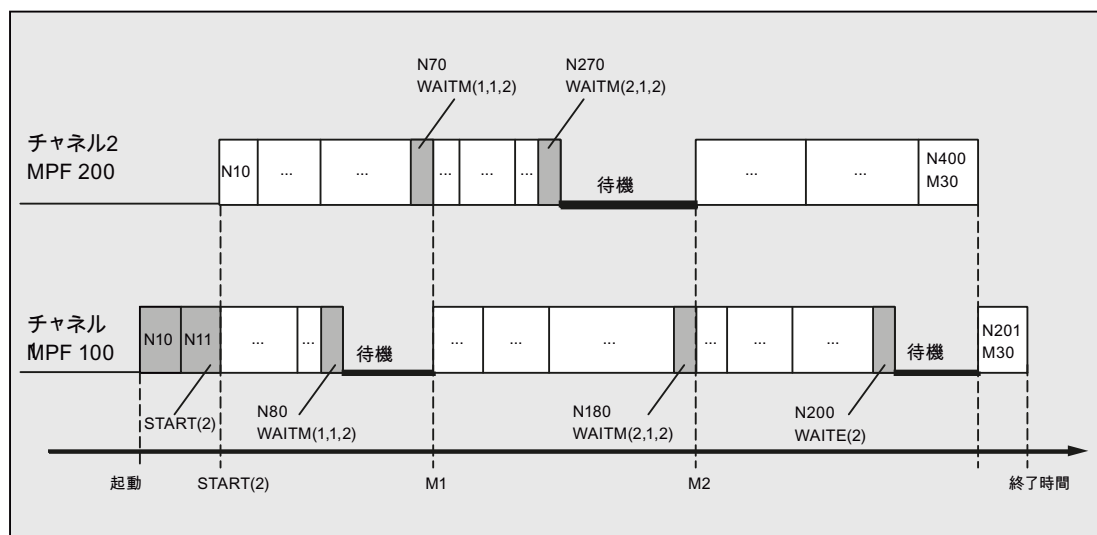 N70
WAITM(1,1,2)
N270
WAITM(2,1,2)
チャネル2
MPF 200
N10
...
...
...
...
...
待機
...
...
N400
M30
チャネル
1
MPF 100
N10
N11
...
...
待機
...
...
...
...
...
...
待機
N201
M30
START(2)
N80
WAITM(1,1,2)
N180
WAITM(2,1,2)
N200
WAITE(2)
起動
START(2)
M1
M2
終了時間